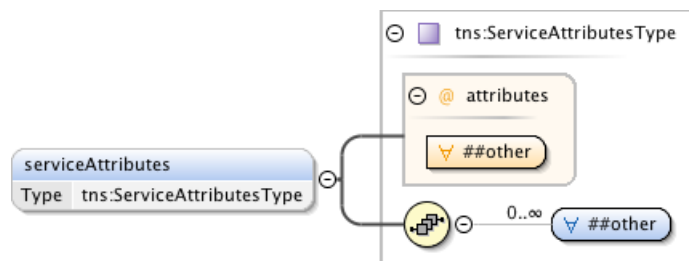 tns:ServiceAttributesType
@ attributes
∀ ##other
serviceAttributes
Type tns:ServiceAttributesType
0..∞
∀ ##other